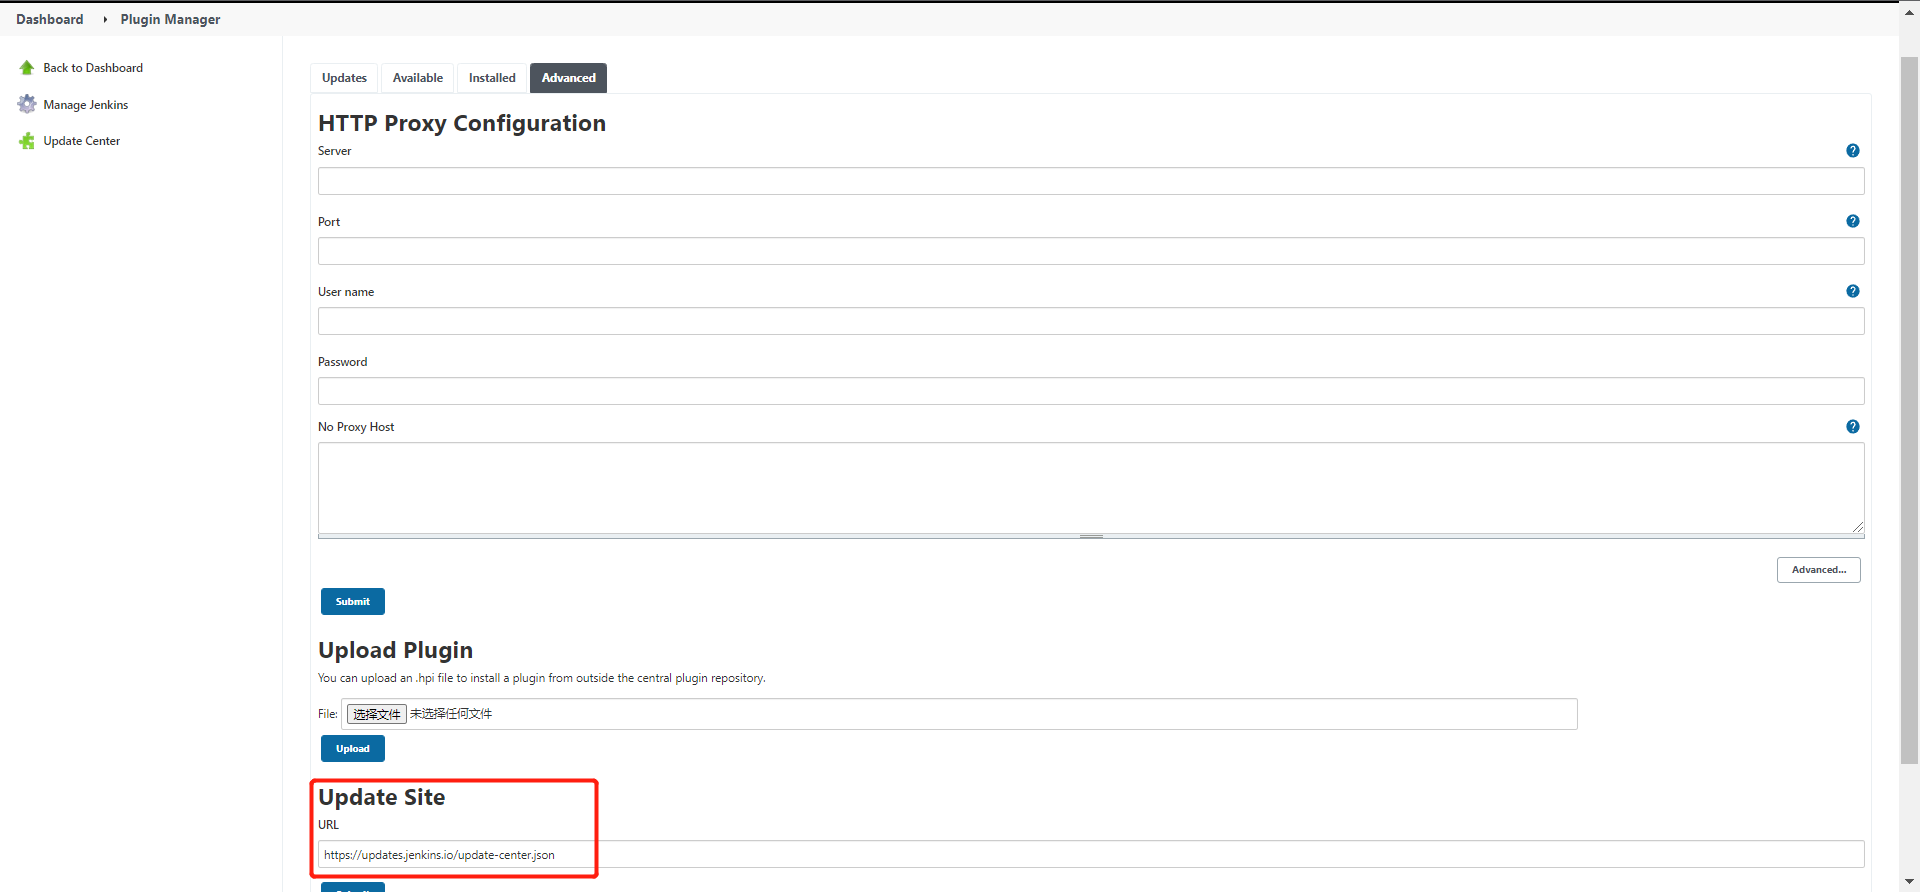 Dashboard
Plugin Manager
Back to Dashboard
Manage Jenkins
Update Center
Updates
Available
Installed
Advanced
HTTP Proxy Configuration
Server
Port
User name
Password
No Proxy Host
Advanced...
Submit
Upload Plugin
You can upload an .hpi file to install a plugin from outside the central plugin repository.
File: 选择文件 未选择任何文件
Upload
Update Site
URL
https://updates.jenkins.io/update-center.json